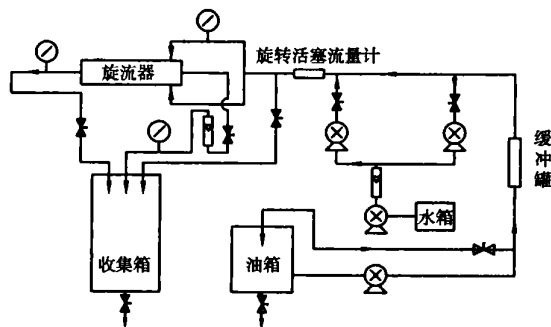 旋转活塞流量计
旋流器
缓冲罐
水箱
收集箱
油箱